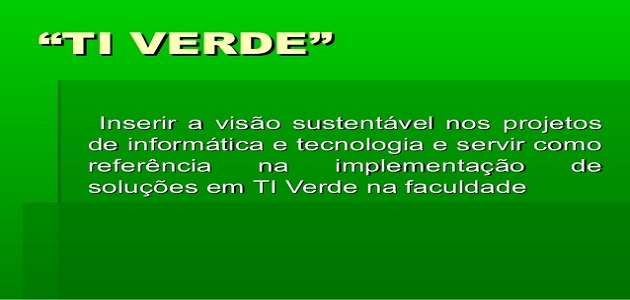 “TI VERDE”
Inserir a visão sustentável nos projetos
de informática e tecnologia e servir como
referência na implementação de
soluções em TI Verde na faculdade